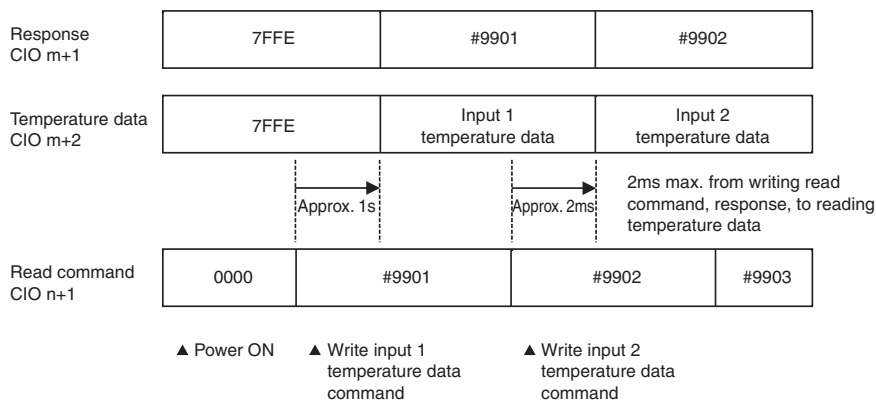 Response
CIO m+1
7FFE
#9901
#9902
Temperature data
CIO m+2
7FFE
Input 1
temperature data
Input 2
temperature data
Approx. 1s
Approx. 2ms
2ms max. from writing read
command, response, to reading
temperature data
Read command
CIO n+1
0000
#9901
#9902
#9903
▲ Power ON
▲ Write input 1
temperature data
command
▲ Write input 2
temperature data
command